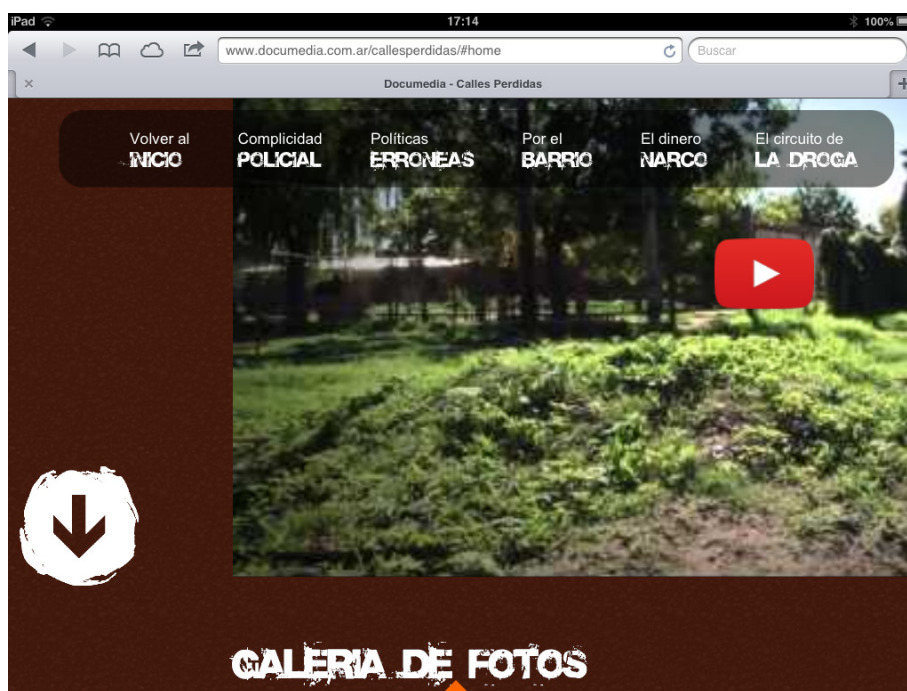 iPad 17:14 100%
www.documedia.com.ar/callesperdidas/#home Buscar
Documedia - Calles Perdidas
Volver al Complicidad Políticas Por el El dinero El circuito de
INICIO POLICIAL ERRONEAS BARRIO NARCO LA DROGA
GALERIA DE FOTOS